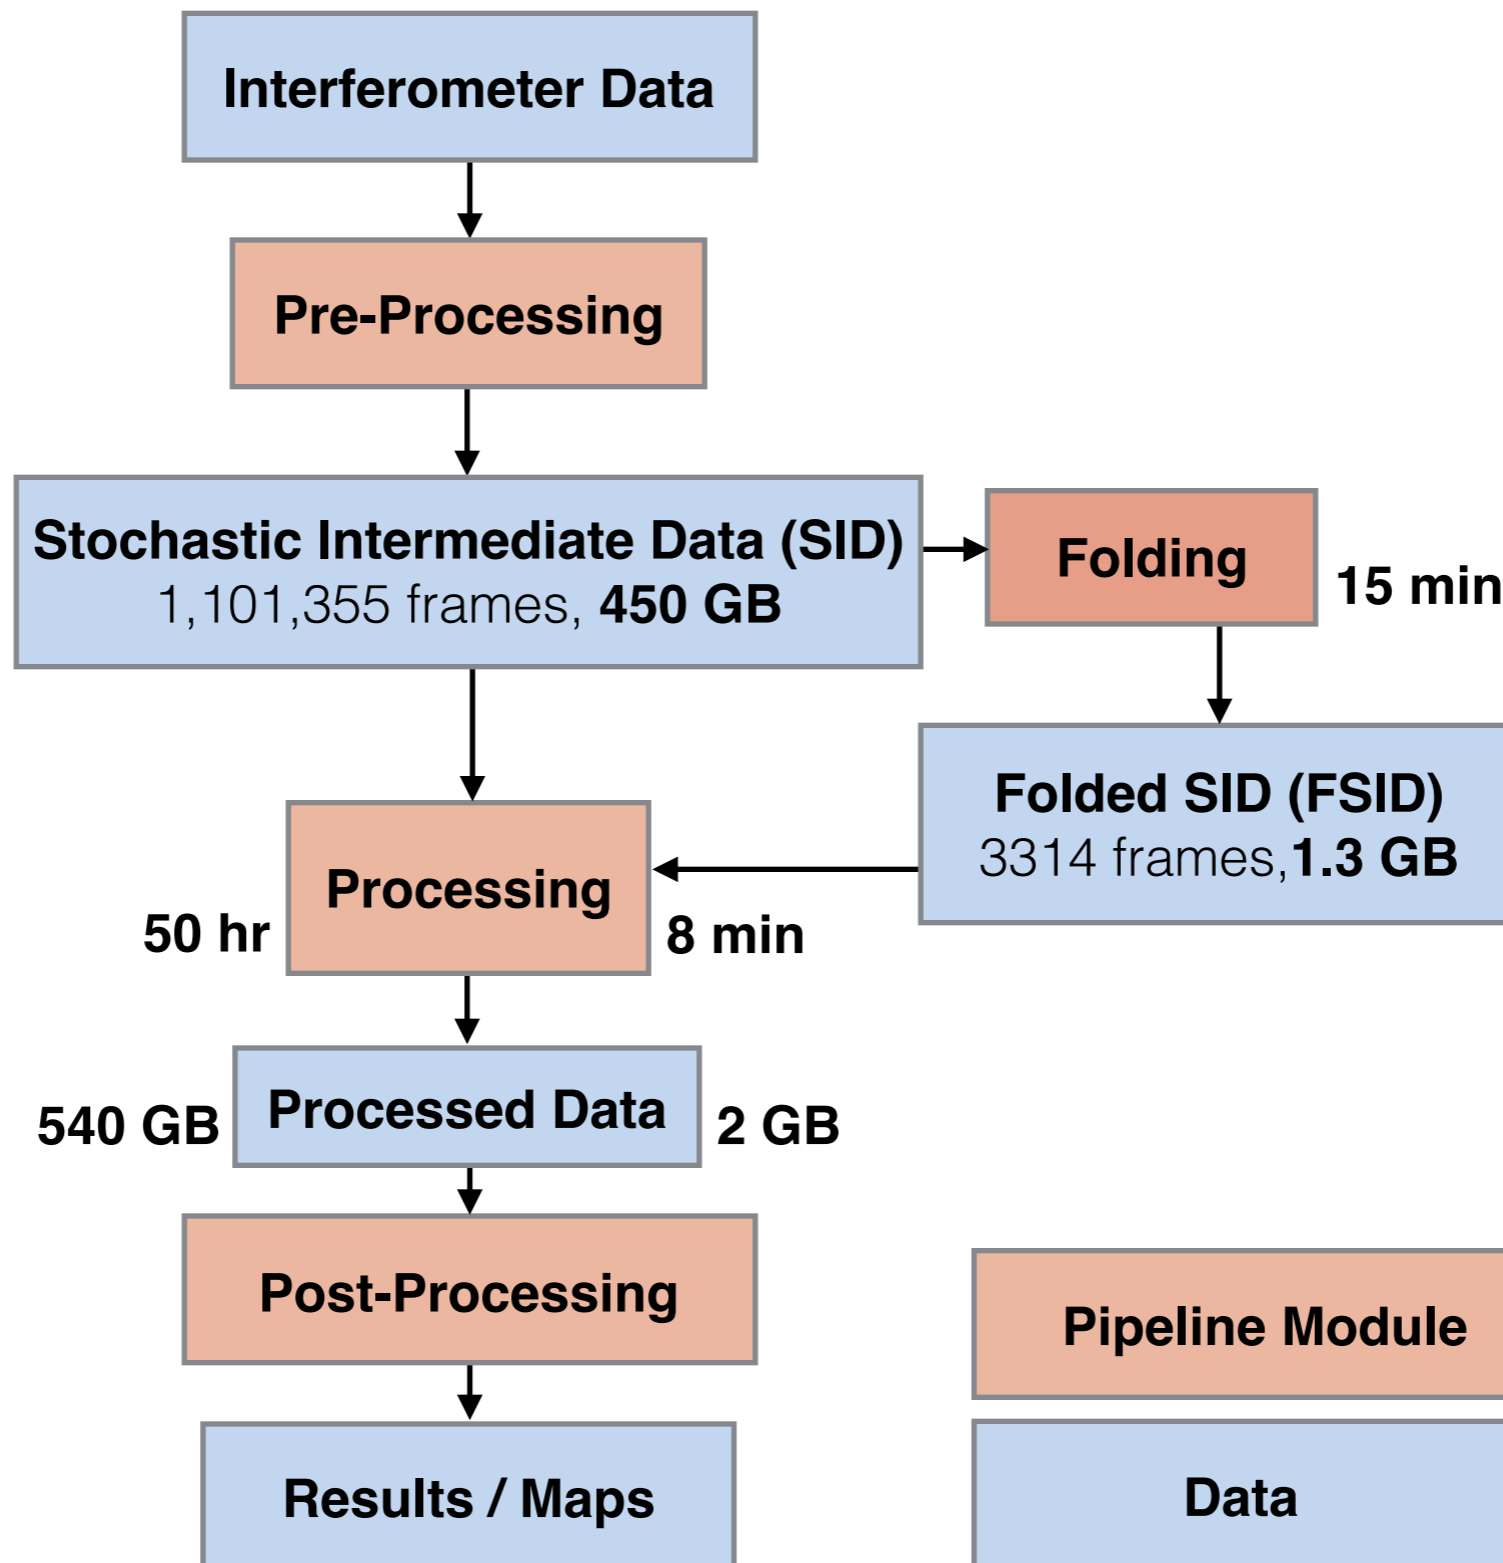 Interferometer Data
Pre-Processing
Stochastic Intermediate Data (SID)
1,101,355 frames, 450 GB
Folding
15 min
Folded SID (FSID)
3314 frames,1.3 GB
Processing
50 hr
8 min
Processed Data
540 GB
2 GB
Post-Processing
Results / Maps
Pipeline Module
Data